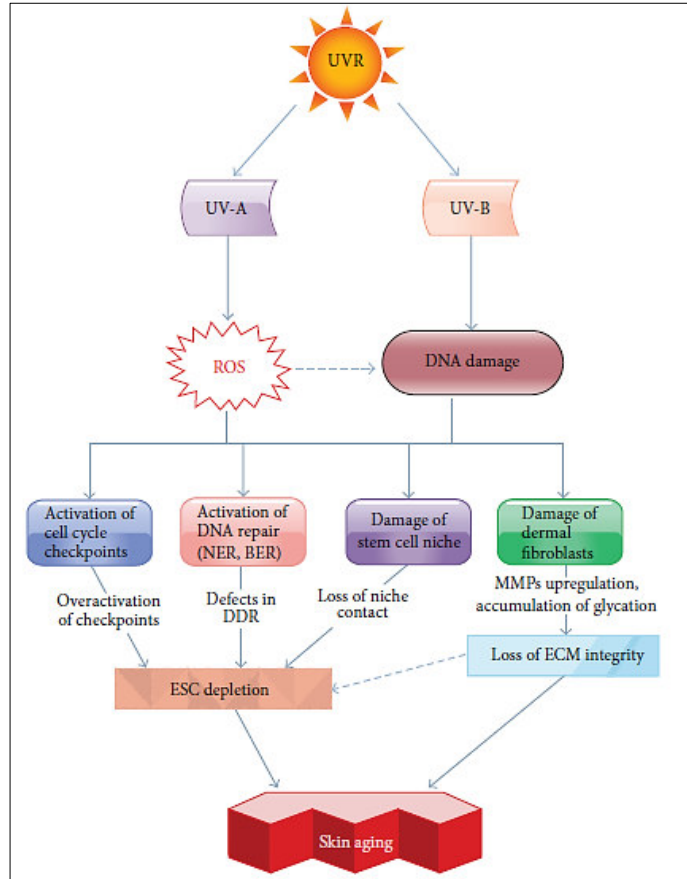 UVR
UV-A
UV-B
ROS
DNA damage
Activation of
cell cycle
checkpoints
Activation of
DNA repair
(NER, BER)
Damage of
stem cell niche
Damage of
dermal
fibroblasts
Overactivation
of checkpoints
Defects in
DDR
Loss of niche
contact
MMPs upregulation,
accumulation of glycation
ESC depletion
Loss of ECM integrity
Skin aging